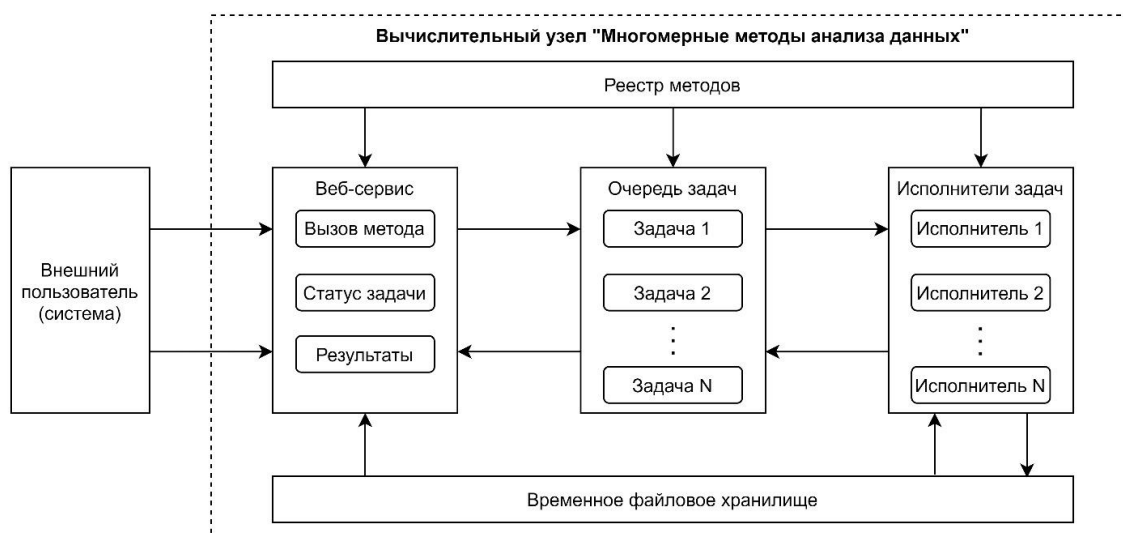 Вычислительный узел "Многомерные методы анализа данных"
Реестр методов
Внешний
пользователь
(система)
Веб-сервис
Вызов метода
Статус задачи
Результаты
Очередь задач
Задача 1
Задача 2
Задача N
Исполнители задач
Исполнитель 1
Исполнитель 2
Исполнитель N
Временное файловое хранилище